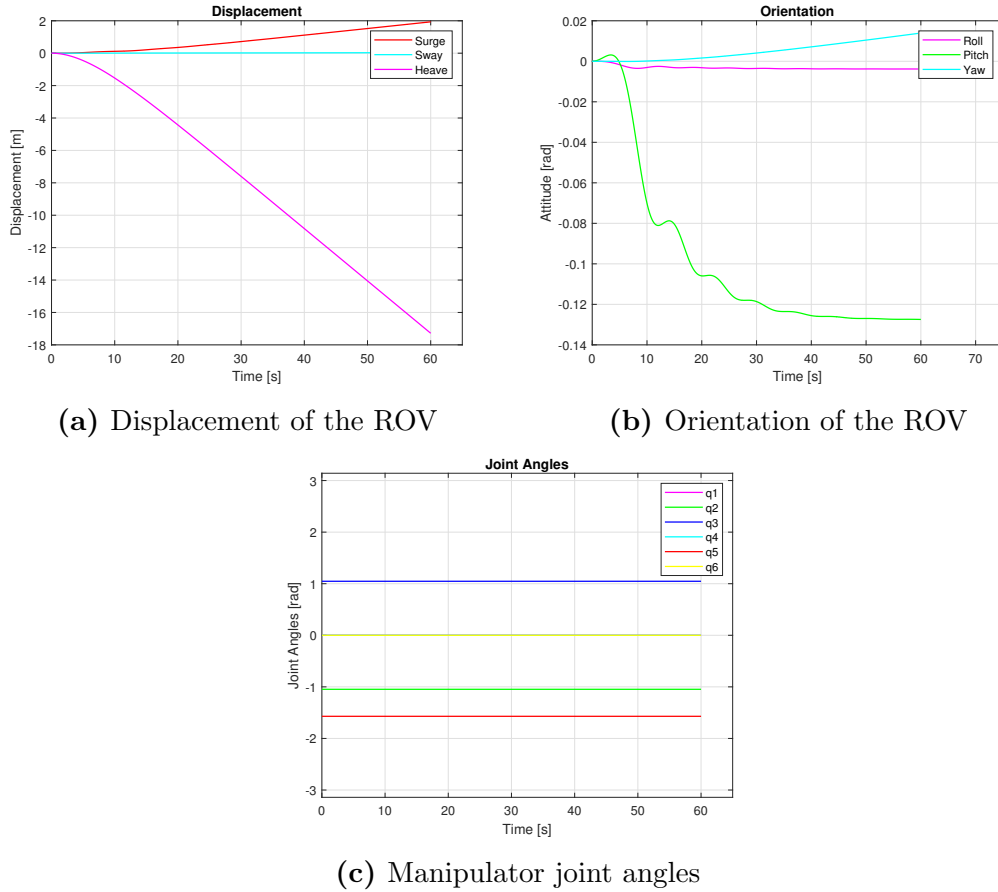 Displacement
2
0
-2
-4
-6
-8
-10
-12
-14
-16
-18
Displacement [m]
Surge
Sway
Heave
0 10 20 30 40 50 60
Time [s]
(a) Displacement of the ROV
Orientation
0.02
0
-0.02
-0.04
-0.06
-0.08
-0.1
-0.12
-0.14
Attitude [rad]
Roll
Pitch
Yaw
0 10 20 30 40 50 60 70
Time [s]
(b) Orientation of the ROV
Joint Angles
3
2
1
0
-1
-2
-3
Joint Angles [rad]
q1
q2
q3
q4
q5
q6
0 10 20 30 40 50 60
Time [s]
(c) Manipulator joint angles